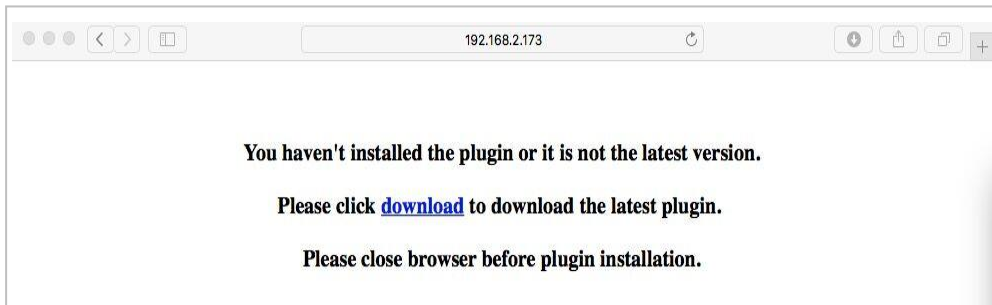 192.168.2.173
You haven't installed the plugin or it is not the latest version.
Please click download to download the latest plugin.
Please close browser before plugin installation.